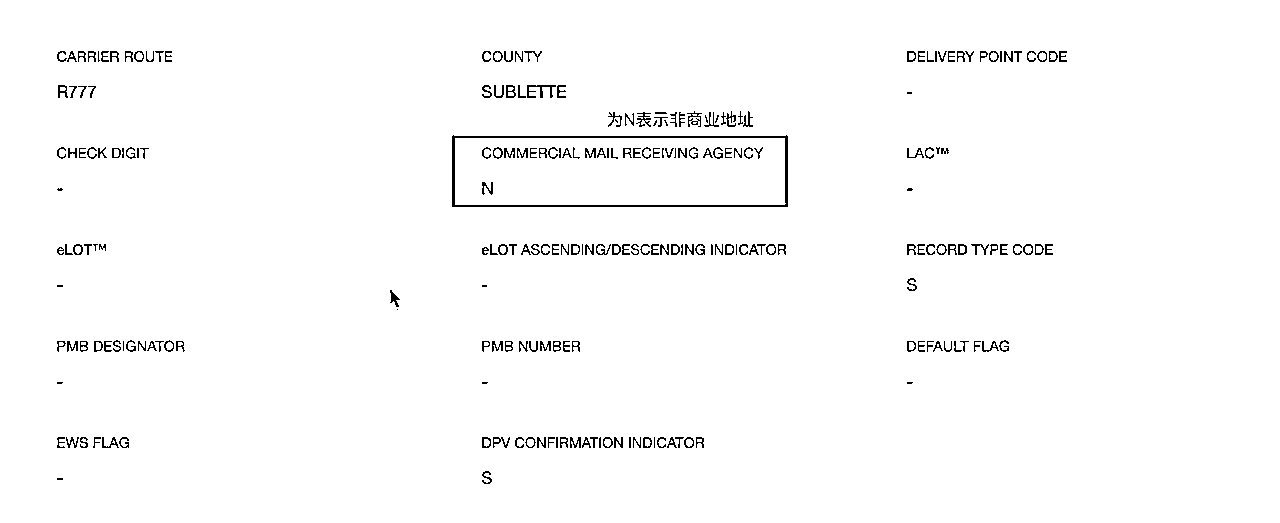 CARRIER ROUTE
COUNTY
DELIVERY POINT CODE
R777
SUBLETTE
-
为N表示非商业地址
CHECK DIGIT
COMMERCIAL MAIL RECEIVING AGENCY
LAC™
-
N
-
eLOT™
eLOT ASCENDING/DESCENDING INDICATOR
RECORD TYPE CODE
-
-
S
PMB DESIGNATOR
PMB NUMBER
DEFAULT FLAG
-
-
-
EWS FLAG
DPV CONFIRMATION INDICATOR
-
S